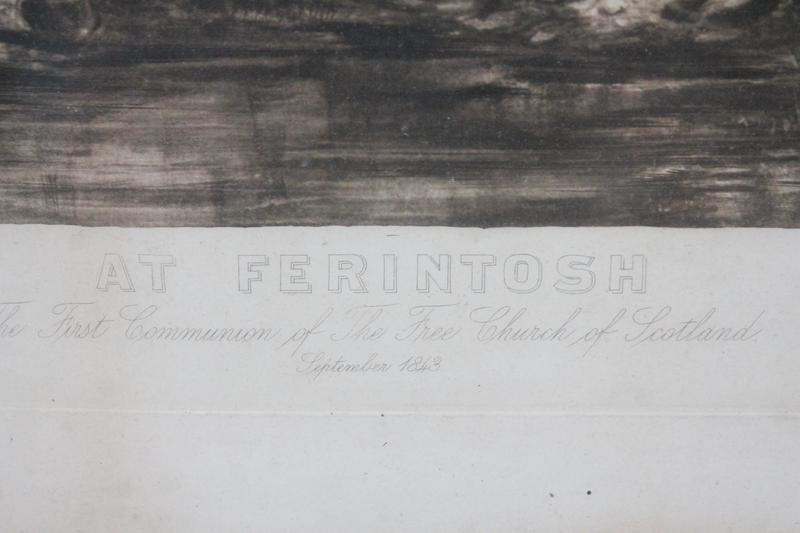 AT FERINTOSH
The First Communion of The Free Church of Scotland.
September 1843